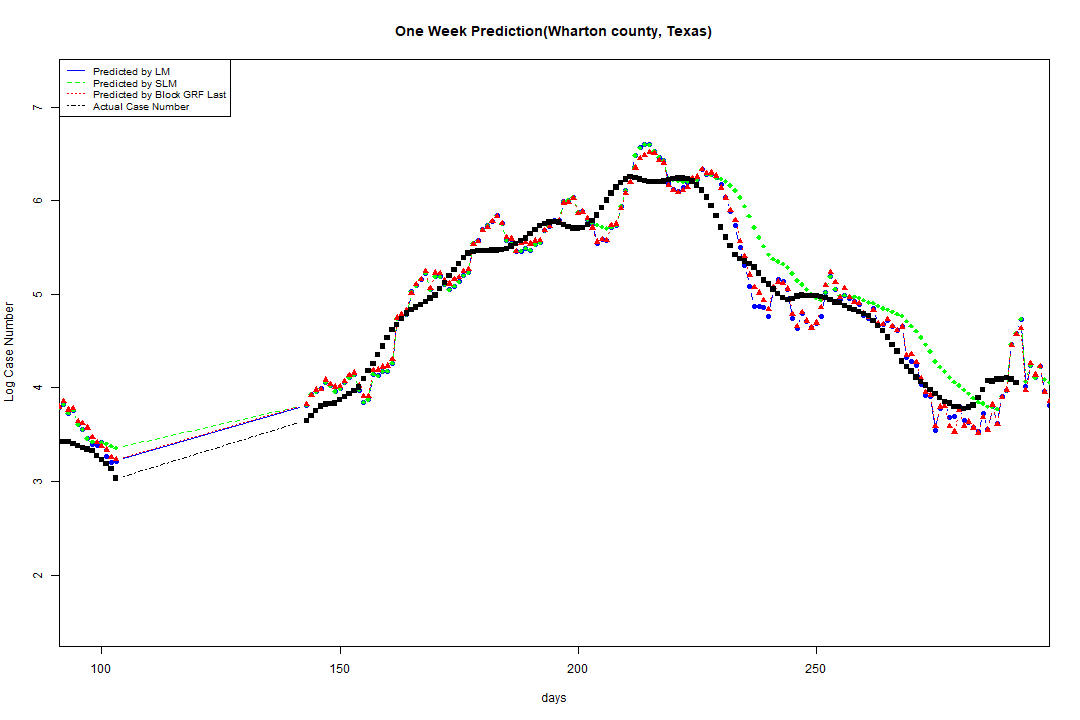 One Week Prediction(Wharton county, Texas)
Predicted by LM
Predicted by SLM
Predicted by Block GRF Last
Actual Case Number
7
6
5
4
3
2
Log Case Number
100 150 200 250
days